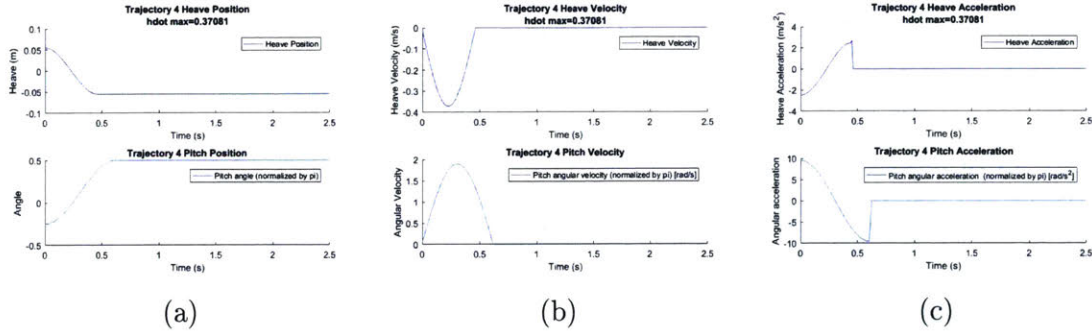 Trajectory 4 Heave Position
hdot max=0.37081
Heave (m)
0.1
0.05
0
-0.05
-0.1
Heave Position
0 0.5 1 1.5 2 2.5
Time (s)
Trajectory 4 Pitch Position
Angle
0.5
0
-0.5
Pitch angle (normalized by pi)
0 0.5 1 1.5 2 2.5
Time (s)
(a)
Trajectory 4 Heave Velocity
hdot max=0.37081
Heave Velocity (m/s)
0
-0.1
-0.2
-0.3
-0.4
Heave Velocity
0 0.5 1 1.5 2 2.5
Time (s)
Trajectory 4 Pitch Velocity
Angular Velocity
2
1.5
1
0.5
0
Pitch angular velocity (normalized by pi) [rad/s]
0 0.5 1 1.5 2 2.5
Time (s)
(b)
Trajectory 4 Heave Acceleration
hdot max=0.37081
Heave Acceleration (m/s²)
4
2
0
-2
-4
Heave Acceleration
0 0.5 1 1.5 2 2.5
Time (s)
Trajectory 4 Pitch Acceleration
Angular acceleration
10
5
0
-5
-10
Pitch angular acceleration (normalized by pi) [rad/s²]
0 0.5 1 1.5 2 2.5
Time (s)
(c)